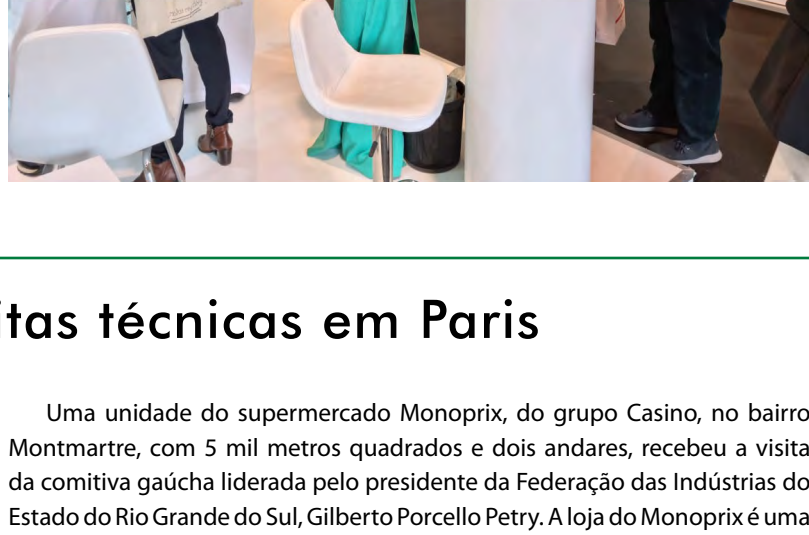 itas técnicas em Paris
Uma unidade do supermercado Monoprix, do grupo Casino, no bairro
Montmartre, com 5 mil metros quadrados e dois andares, recebeu a visita
da comitiva gaúcha liderada pelo presidente da Federação das Indústrias do
Estado do Rio Grande do Sul, Gilberto Porcello Petry. A loja do Monoprix é uma